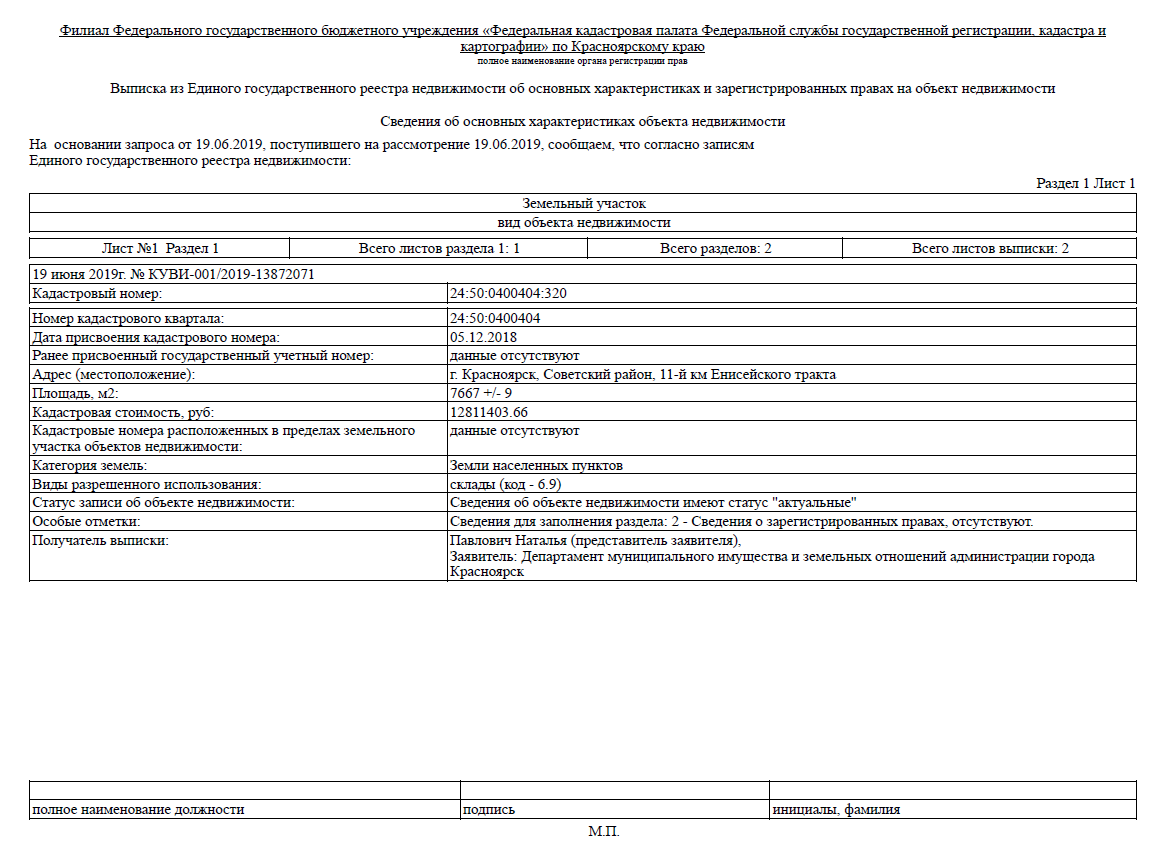 Филиал Федерального государственного бюджетного учреждения «Федеральная кадастровая палата Федеральной службы государственной регистрации, кадастра и
картографии» по Красноярскому краю
полное наименование органа регистрации прав
Выписка из Единого государственного реестра недвижимости об основных характеристиках и зарегистрированных правах на объект недвижимости
Сведения об основных характеристиках объекта недвижимости
На основании запроса от 19.06.2019, поступившего на рассмотрение 19.06.2019, сообщаем, что согласно записям
Единого государственного реестра недвижимости:
Раздел 1 Лист 1
Земельный участок
вид объекта недвижимости
Лист №1 Раздел 1 Всего листов раздела 1: 1 Всего разделов: 2 Всего листов выписки: 2
19 июня 2019г. № КУВИ-001/2019-13872071
Кадастровый номер: 24:50:0400404:320
Номер кадастрового квартала: 24:50:0400404
Дата присвоения кадастрового номера: 05.12.2018
Ранее присвоенный государственный учетный номер: данные отсутствуют
Адрес (местоположение): г. Красноярск, Советский район, 11-й км Енисейского тракта
Площадь, м2: 7667 +/- 9
Кадастровая стоимость, руб: 12811403.66
Кадастровые номера расположенных в пределах земельного данные отсутствуют
участка объектов недвижимости:
Категория земель: Земли населенных пунктов
Виды разрешенного использования: склады (код - 6.9)
Статус записи об объекте недвижимости: Сведения об объекте недвижимости имеют статус "актуальные"
Особые отметки: Сведения для заполнения раздела: 2 - Сведения о зарегистрированных правах, отсутствуют.
Получатель выписки: Павлович Наталья (представитель заявителя),
Заявитель: Департамент муниципального имущества и земельных отношений администрации города
Красноярск
полное наименование должности подпись инициалы, фамилия
М.П.